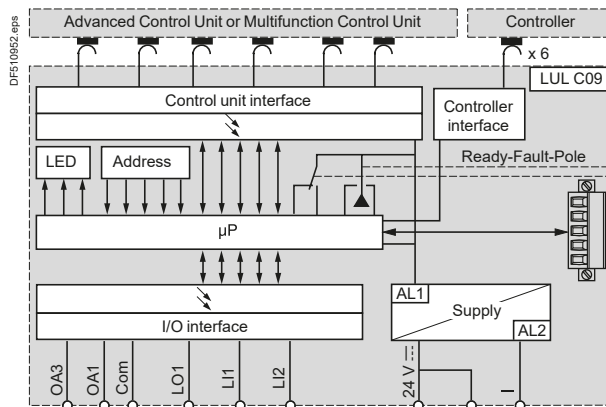 Advanced Control Unit or Multifunction Control Unit
Controller
DF510952.eps
x 6
LUL C09
Control unit interface
Controller
interface
LED
Address
Ready-Fault-Pole
µP
AL1
Supply
AL2
I/O interface
OA3
OA1
Com
LO1
LI1
LI2
24 V
I